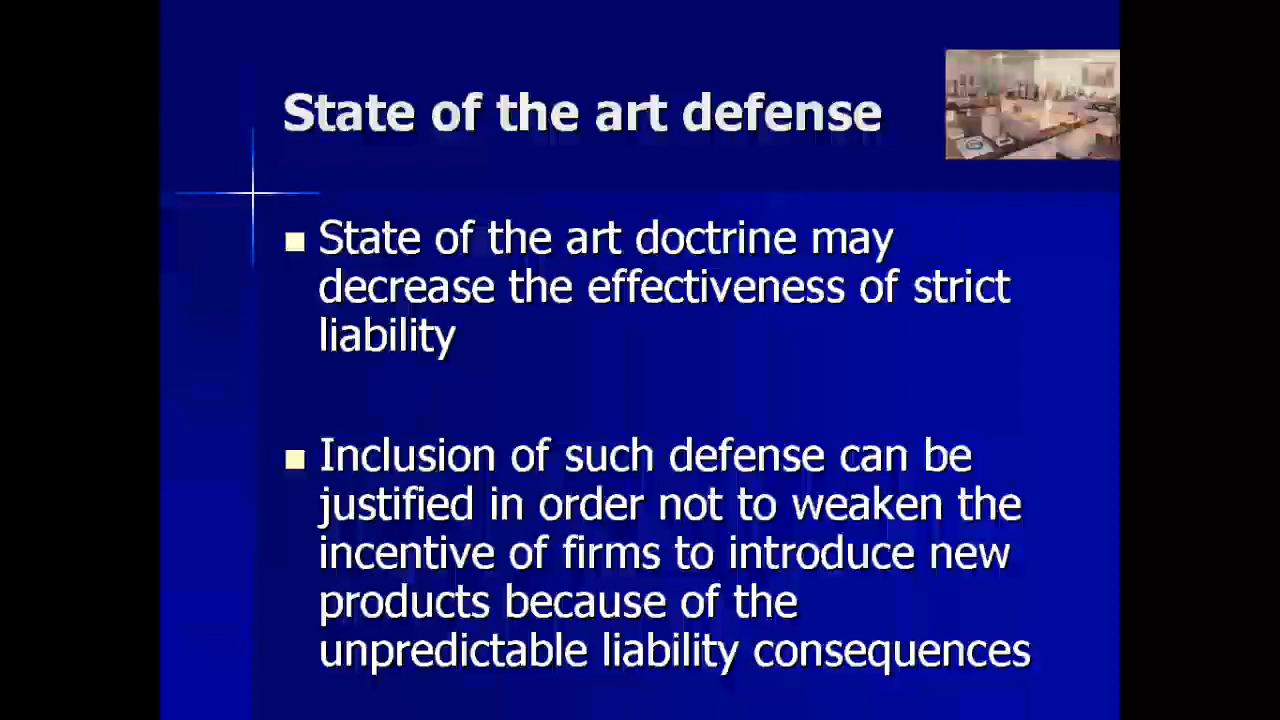 State of the art defense
State of the art doctrine may
decrease the effectiveness of strict
liability
Inclusion of such defense can be
justified in order not to weaken the
incentive of firms to introduce new
products because of the
unpredictable liability consequences